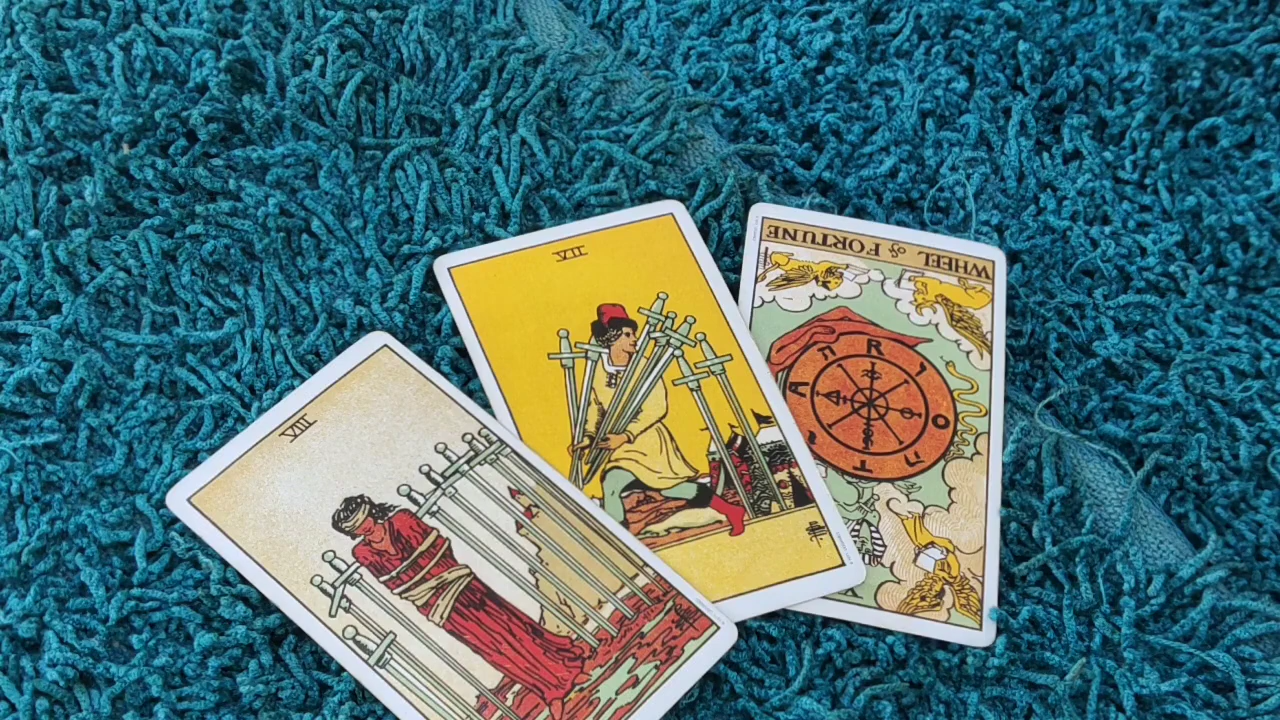 VIII
VII
WHEEL of FORTUNE
T A R O
י ה ו ה